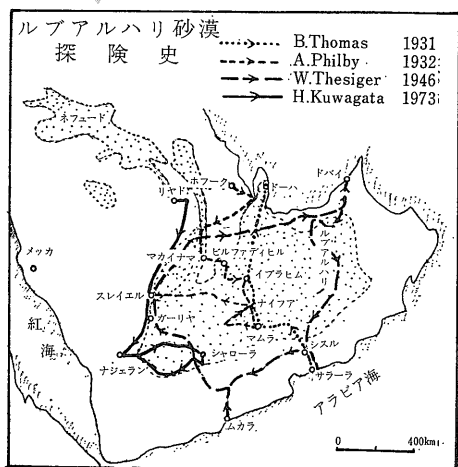 ルブアルハリ砂漠
探険史
B.Thomas 1931
A.Philby 1932
W.Thesiger 1946
H.Kuwagata 1973
ネフュード
ホフーク
ドーハ
ドバイ
リヤド
メッカ
マカイナマ
ビルファディヒル
ルブアルハリ
イブラヒム
スレイエル
ナイフア
ガーリヤ
マムラ
シスル
ナジェラン
シャローラ
サラーラ
紅海
アラビア海
ムカラ
0 400km